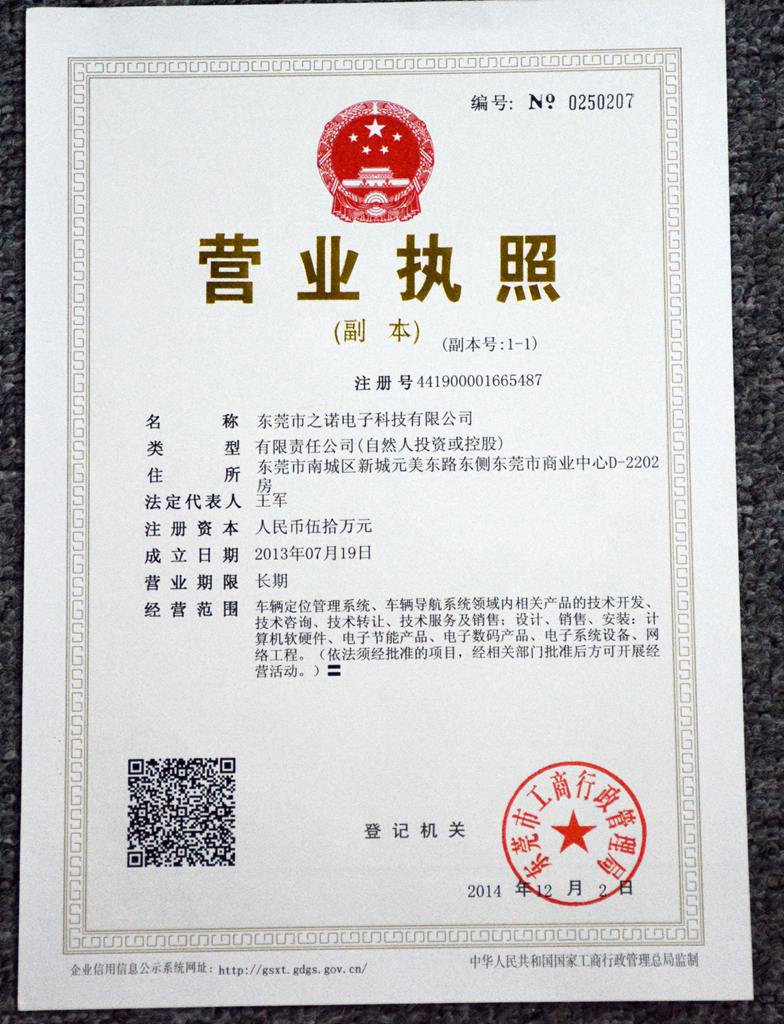 编号: Nº 0250207
营业执照
(副 本)
(副本号:1-1)
注册号441900001665487
名 称 东莞市之诺电子科技有限公司
类 型 有限责任公司(自然人投资或控股)
住 所 东莞市南城区新城元美东路东侧东莞市商业中心D-2202
房
法定代表人 王军
注册资本 人民币伍拾万元
成立日期 2013年07月19日
营业期限 长期
经营范围 车辆定位管理系统、车辆导航系统领域内相关产品的技术开发、
技术咨询、技术转让、技术服务及销售；设计、销售、安装：计
算机软硬件、电子节能产品、电子数码产品、电子系统设备、网
络工程。（依法须经批准的项目，经相关部门批准后方可开展经
营活动。）〓
东莞市工商行政管理局
登记机关
2014 年12 月 2 日
企业信用信息公示系统网址: http://gsxt.gdgs.gov.cn/
中华人民共和国国家工商行政管理总局监制